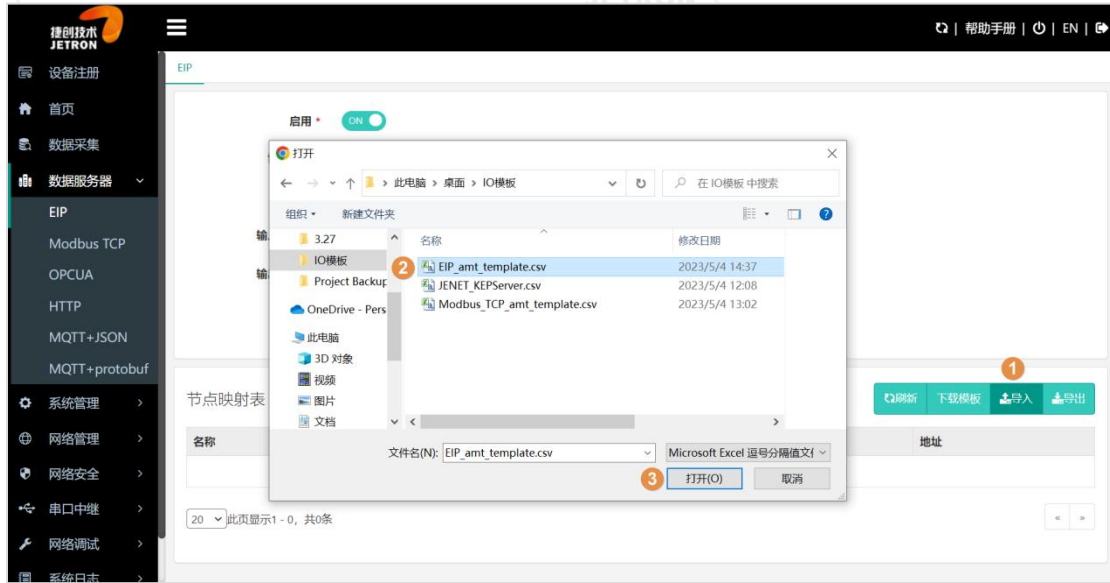 捷创技术
JETRON
帮助手册 | | EN |
设备注册
首页
数据采集
数据服务器
EIP
Modbus TCP
OPCUA
HTTP
MQTT+JSON
MQTT+protobuf
系统管理
网络管理
网络安全
串口中继
网络调试
系统日志
EIP
启用 * ON
输
输
打开
此电脑 › 桌面 › IO模板
在 IO模板 中搜索
组织 新建文件夹
3.27
IO模板
Project Backup
OneDrive - Pers
此电脑
3D 对象
视频
图片
文档
名称 修改日期
2 EIP_amt_template.csv 2023/5/4 14:37
JENET_KEPServer.csv 2023/5/4 12:08
Modbus_TCP_amt_template.csv 2023/5/4 13:02
文件名(N): EIP_amt_template.csv Microsoft Excel 逗号分隔值文
3 打开(O) 取消
1
节点映射表 刷新 下载模板 导入 导出
名称 地址
20 此页显示1 - 0，共0条 « »